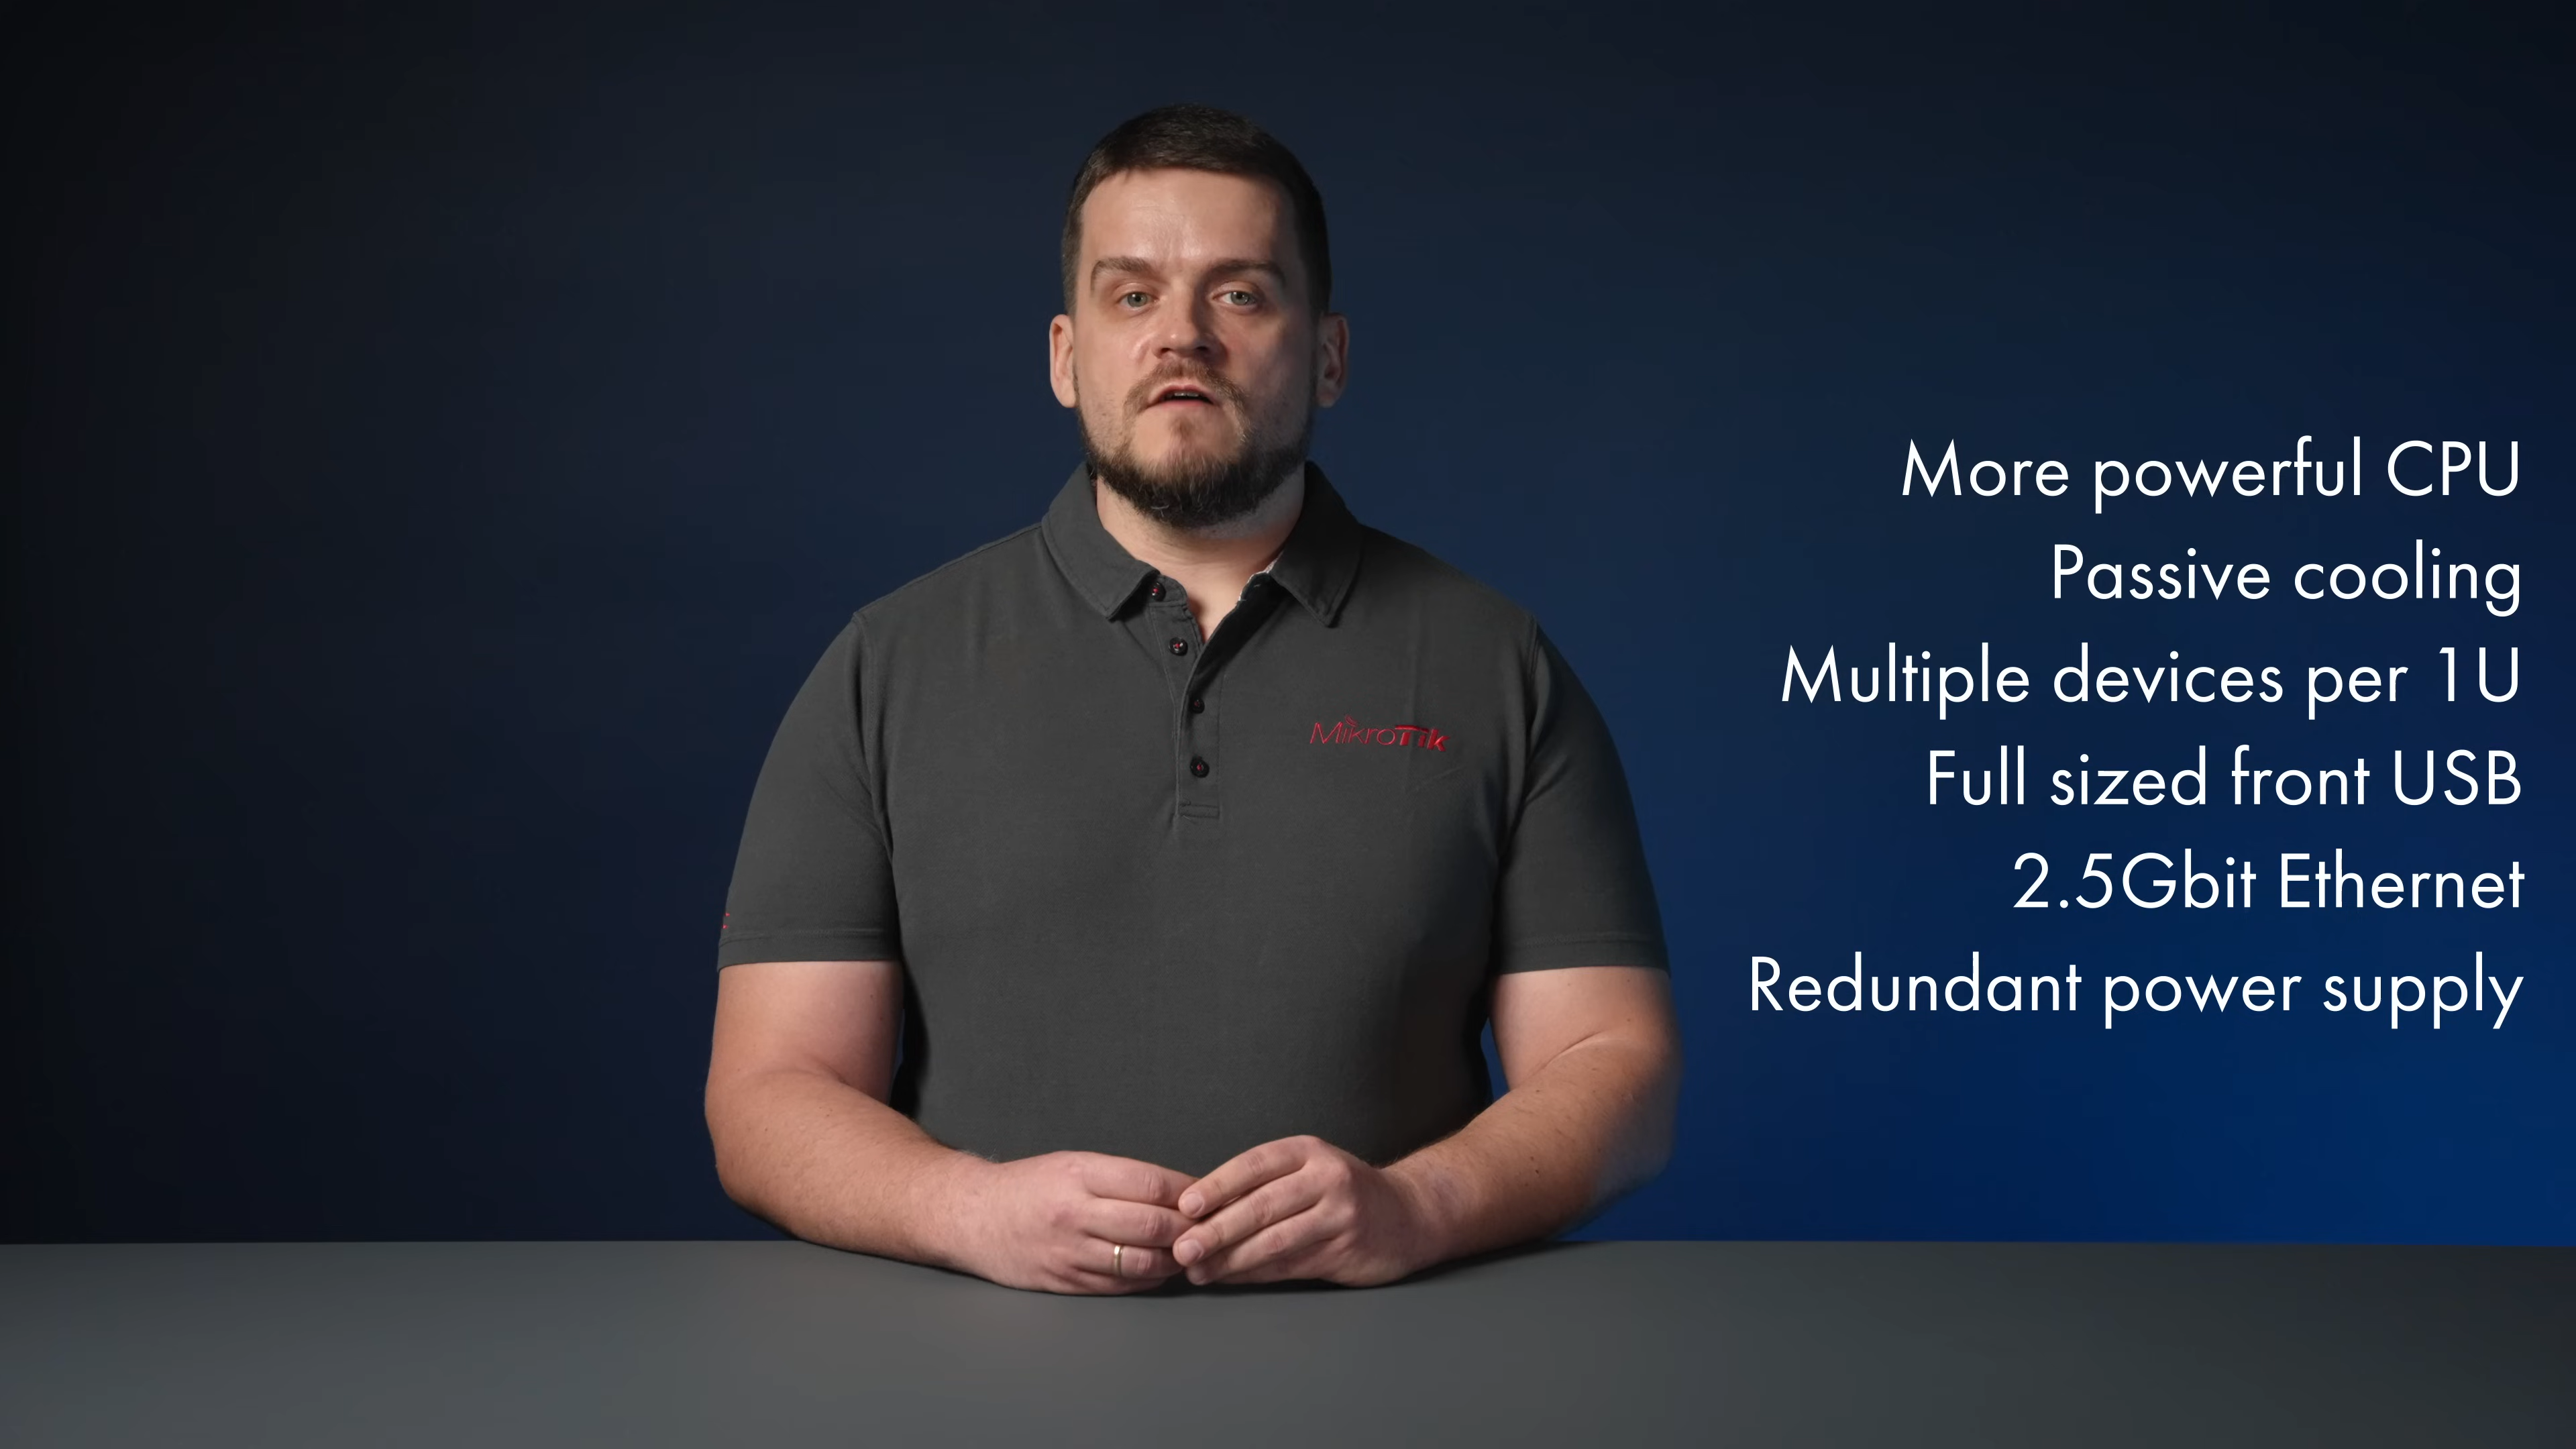 More powerful CPU
Passive cooling
Multiple devices per 1U
Full sized front USB
MikroTik
2.5Gbit Ethernet
Redundant power supply